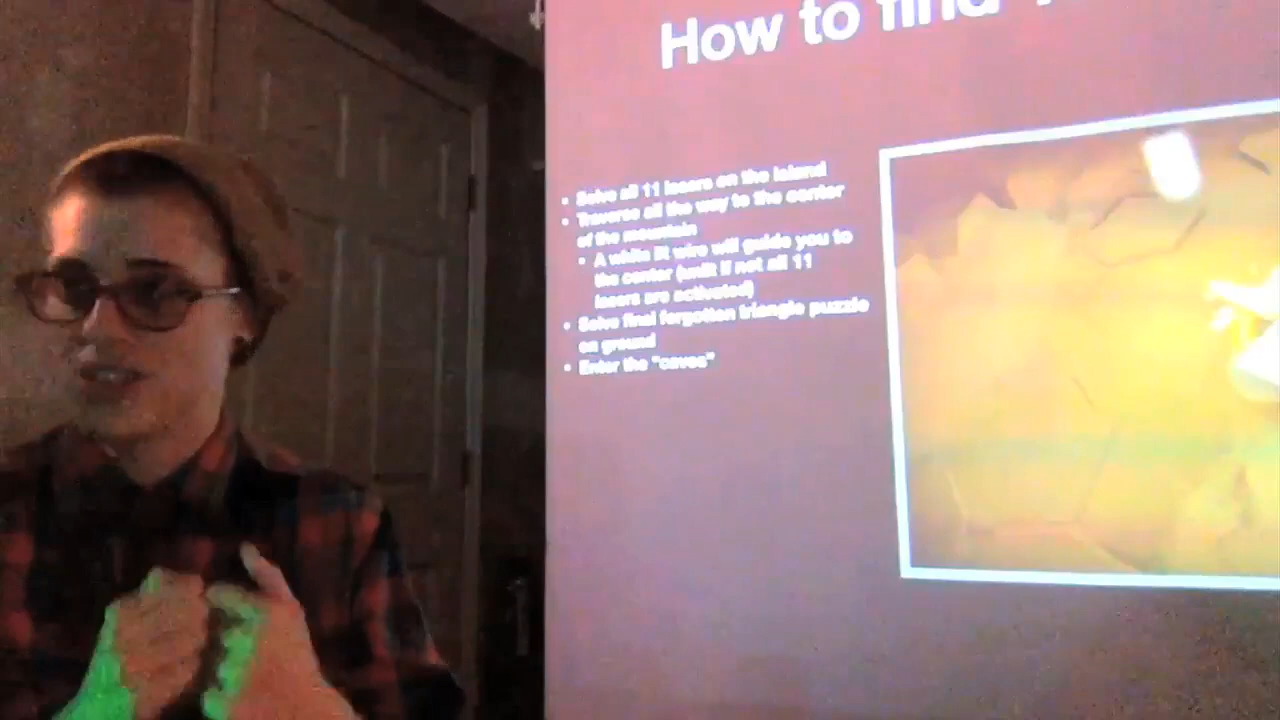 How to find
• Solve all 11 lasers on the island
• Traverse all the way to the center
of the mountain
• A white lit wire will guide you to
the center (unlit if not all 11
lasers are activated)
• Solve final forgotten triangle puzzle
on ground
• Enter the "caves"